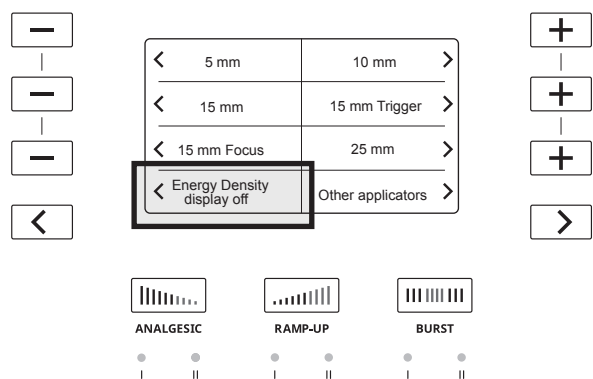 5 mm
10 mm
15 mm
15 mm Trigger
15 mm Focus
25 mm
Energy Density
display off
Other applicators
ANALGESIC
RAMP-UP
BURST
I
II
I
II
I
II